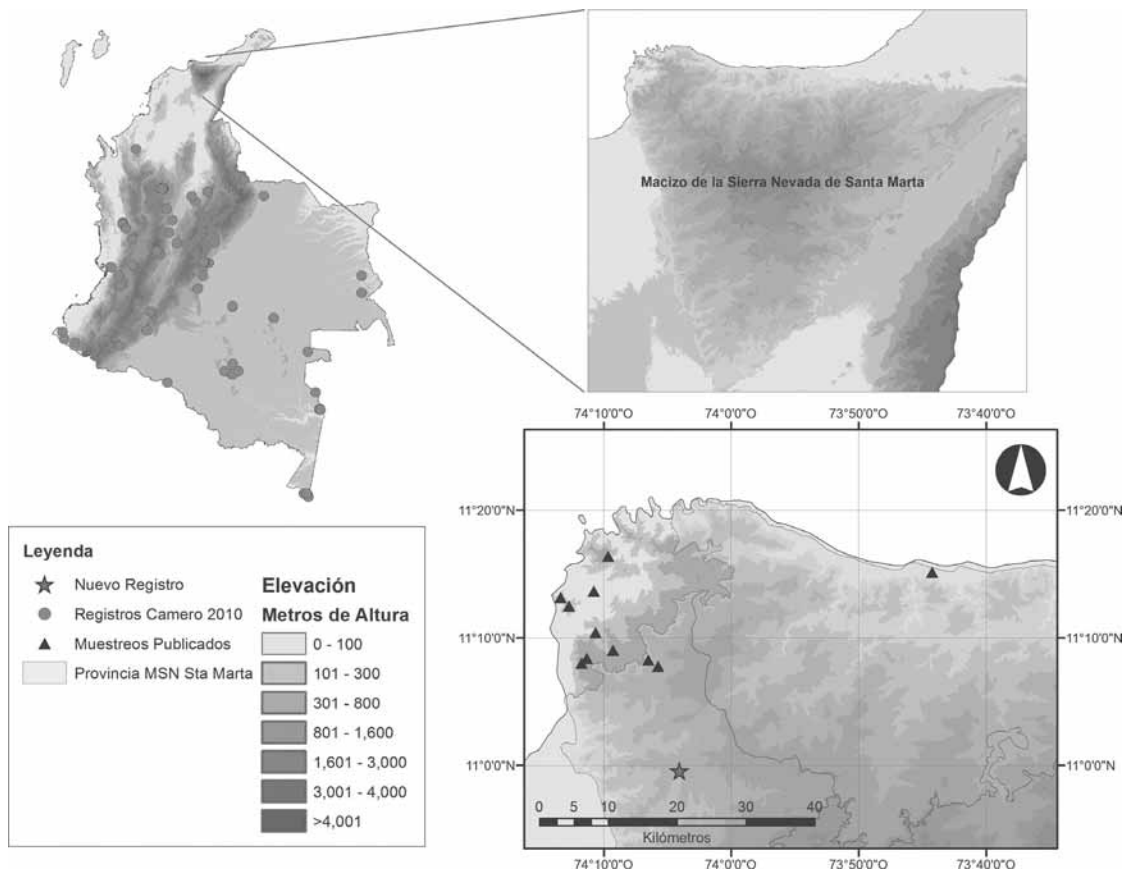 Macizo de la Sierra Nevada de Santa Marta
74°10'0"O 74°0'0"O 73°50'0"O 73°40'0"O
11°20'0"N 11°20'0"N
11°10'0"N 11°10'0"N
11°0'0"N 11°0'0"N
0 5 10 20 30 40
Kilómetros
74°10'0"O 74°0'0"O 73°50'0"O 73°40'0"O
Leyenda
Nuevo Registro
Registros Camero 2010
Muestreos Publicados
Provincia MSN Sta Marta
Elevación
Metros de Altura
0 - 100
101 - 300
301 - 800
801 - 1,600
1,601 - 3,000
3,001 - 4,000
>4,001